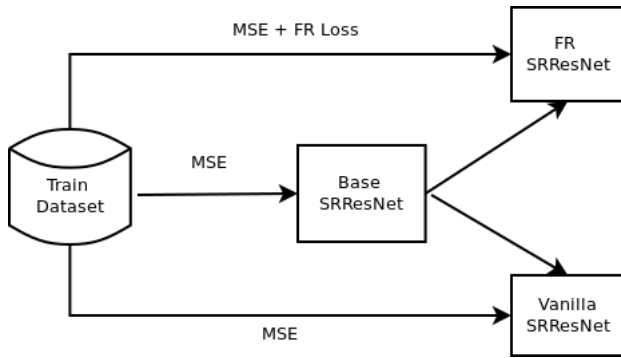 MSE + FR Loss
FR
SRResNet
MSE
Train
Dataset
Base
SRResNet
Vanilla
SRResNet
MSE